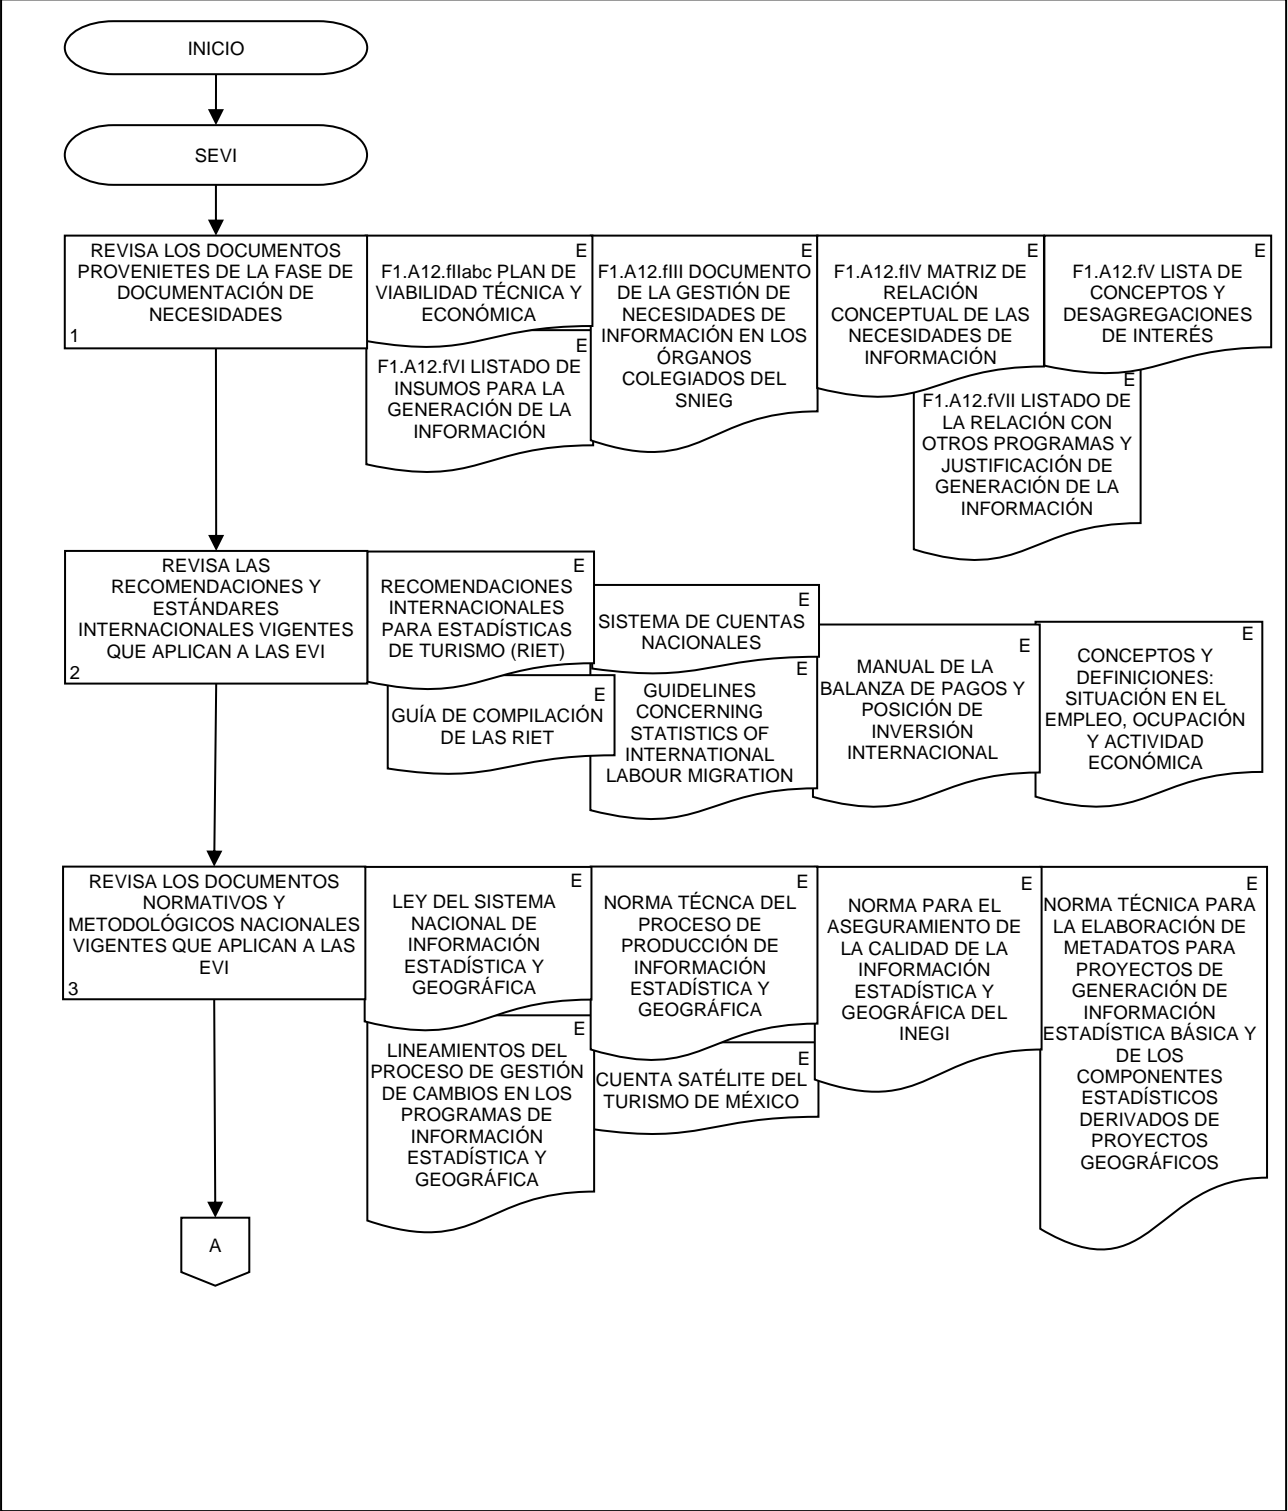 INICIO
SEVI
REVISA LOS DOCUMENTOS
PROVENIETES DE LA FASE DE
DOCUMENTACIÓN DE
NECESIDADES
1
E
F1.A12.fIIabc PLAN DE
VIABILIDAD TÉCNICA Y
ECONÓMICA
E
F1.A12.fVI LISTADO DE
INSUMOS PARA LA
GENERACIÓN DE LA
INFORMACIÓN
E
F1.A12.fIII DOCUMENTO
DE LA GESTIÓN DE
NECESIDADES DE
INFORMACIÓN EN LOS
ÓRGANOS
COLEGIADOS DEL
SNIEG
E
F1.A12.fIV MATRIZ DE
RELACIÓN
CONCEPTUAL DE LAS
NECESIDADES DE
INFORMACIÓN
E
F1.A12.fV LISTA DE
CONCEPTOS Y
DESAGREGACIONES
DE INTERÉS
E
F1.A12.fVII LISTADO DE
LA RELACIÓN CON
OTROS PROGRAMAS Y
JUSTIFICACIÓN DE
GENERACIÓN DE LA
INFORMACIÓN
REVISA LAS
RECOMENDACIONES Y
ESTÁNDARES
INTERNACIONALES VIGENTES
QUE APLICAN A LAS EVI
2
E
RECOMENDACIONES
INTERNACIONALES
PARA ESTADÍSTICAS
DE TURISMO (RIET)
E
GUÍA DE COMPILACIÓN
DE LAS RIET
E
SISTEMA DE CUENTAS
NACIONALES
E
GUIDELINES
CONCERNING
STATISTICS OF
INTERNATIONAL
LABOUR MIGRATION
E
MANUAL DE LA
BALANZA DE PAGOS Y
POSICIÓN DE
INVERSIÓN
INTERNACIONAL
E
CONCEPTOS Y
DEFINICIONES:
SITUACIÓN EN EL
EMPLEO, OCUPACIÓN
Y ACTIVIDAD
ECONÓMICA
REVISA LOS DOCUMENTOS
NORMATIVOS Y
METODOLÓGICOS NACIONALES
VIGENTES QUE APLICAN A LAS
EVI
3
E
LEY DEL SISTEMA
NACIONAL DE
INFORMACIÓN
ESTADÍSTICA Y
GEOGRÁFICA
E
LINEAMIENTOS DEL
PROCESO DE GESTIÓN
DE CAMBIOS EN LOS
PROGRAMAS DE
INFORMACIÓN
ESTADÍSTICA Y
GEOGRÁFICA
E
NORMA TÉCNCA DEL
PROCESO DE
PRODUCCIÓN DE
INFORMACIÓN
ESTADÍSTICA Y
GEOGRÁFICA
E
CUENTA SATÉLITE DEL
TURISMO DE MÉXICO
E
NORMA PARA EL
ASEGURAMIENTO DE
LA CALIDAD DE LA
INFORMACIÓN
ESTADÍSTICA Y
GEOGRÁFICA DEL
INEGI
E
NORMA TÉCNICA PARA
LA ELABORACIÓN DE
METADATOS PARA
PROYECTOS DE
GENERACIÓN DE
INFORMACIÓN
ESTADÍSTICA BÁSICA Y
DE LOS
COMPONENTES
ESTADÍSTICOS
DERIVADOS DE
PROYECTOS
GEOGRÁFICOS
A